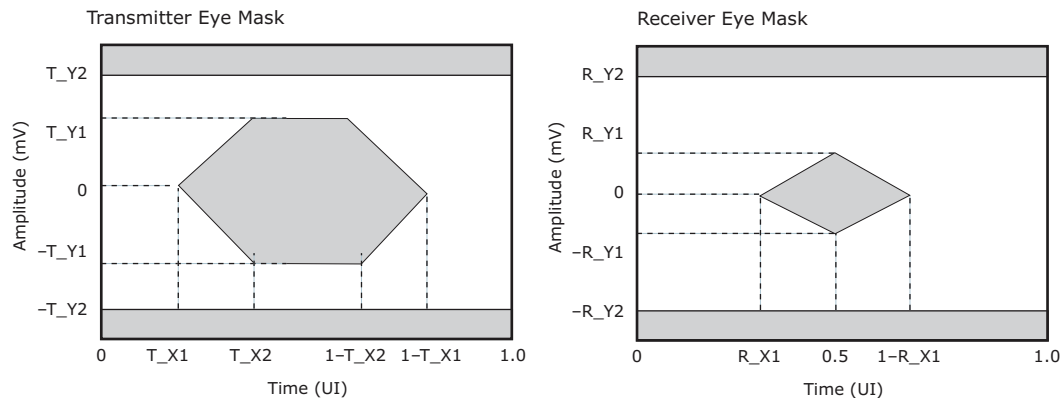 Transmitter Eye Mask
T_Y2
T_Y1
0
–T_Y1
–T_Y2
Amplitude (mV)
0
T_X1
T_X2
1–T_X2
1–T_X1
1.0
Time (UI)
Receiver Eye Mask
R_Y2
R_Y1
0
–R_Y1
–R_Y2
Amplitude (mV)
0
R_X1
0.5
1–R_X1
1.0
Time (UI)